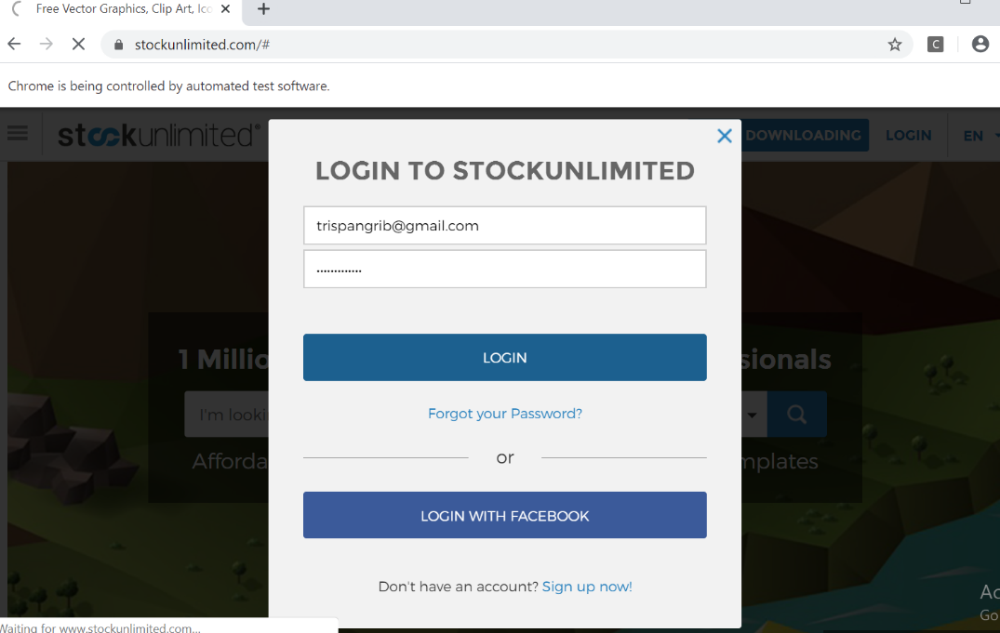 Free Vector Graphics, Clip Art, Ico
stockunlimited.com/#
C
Chrome is being controlled by automated test software.
stockunlimited®
DOWNLOADING
LOGIN
EN
LOGIN TO STOCKUNLIMITED
trispangrib@gmail.com
.............
1 Millio
sionals
LOGIN
I'm looki
Forgot your Password?
Afforda
or
mplates
LOGIN WITH FACEBOOK
Don't have an account? Sign up now!
Ac
Go
Waiting for www.stockunlimited.com...